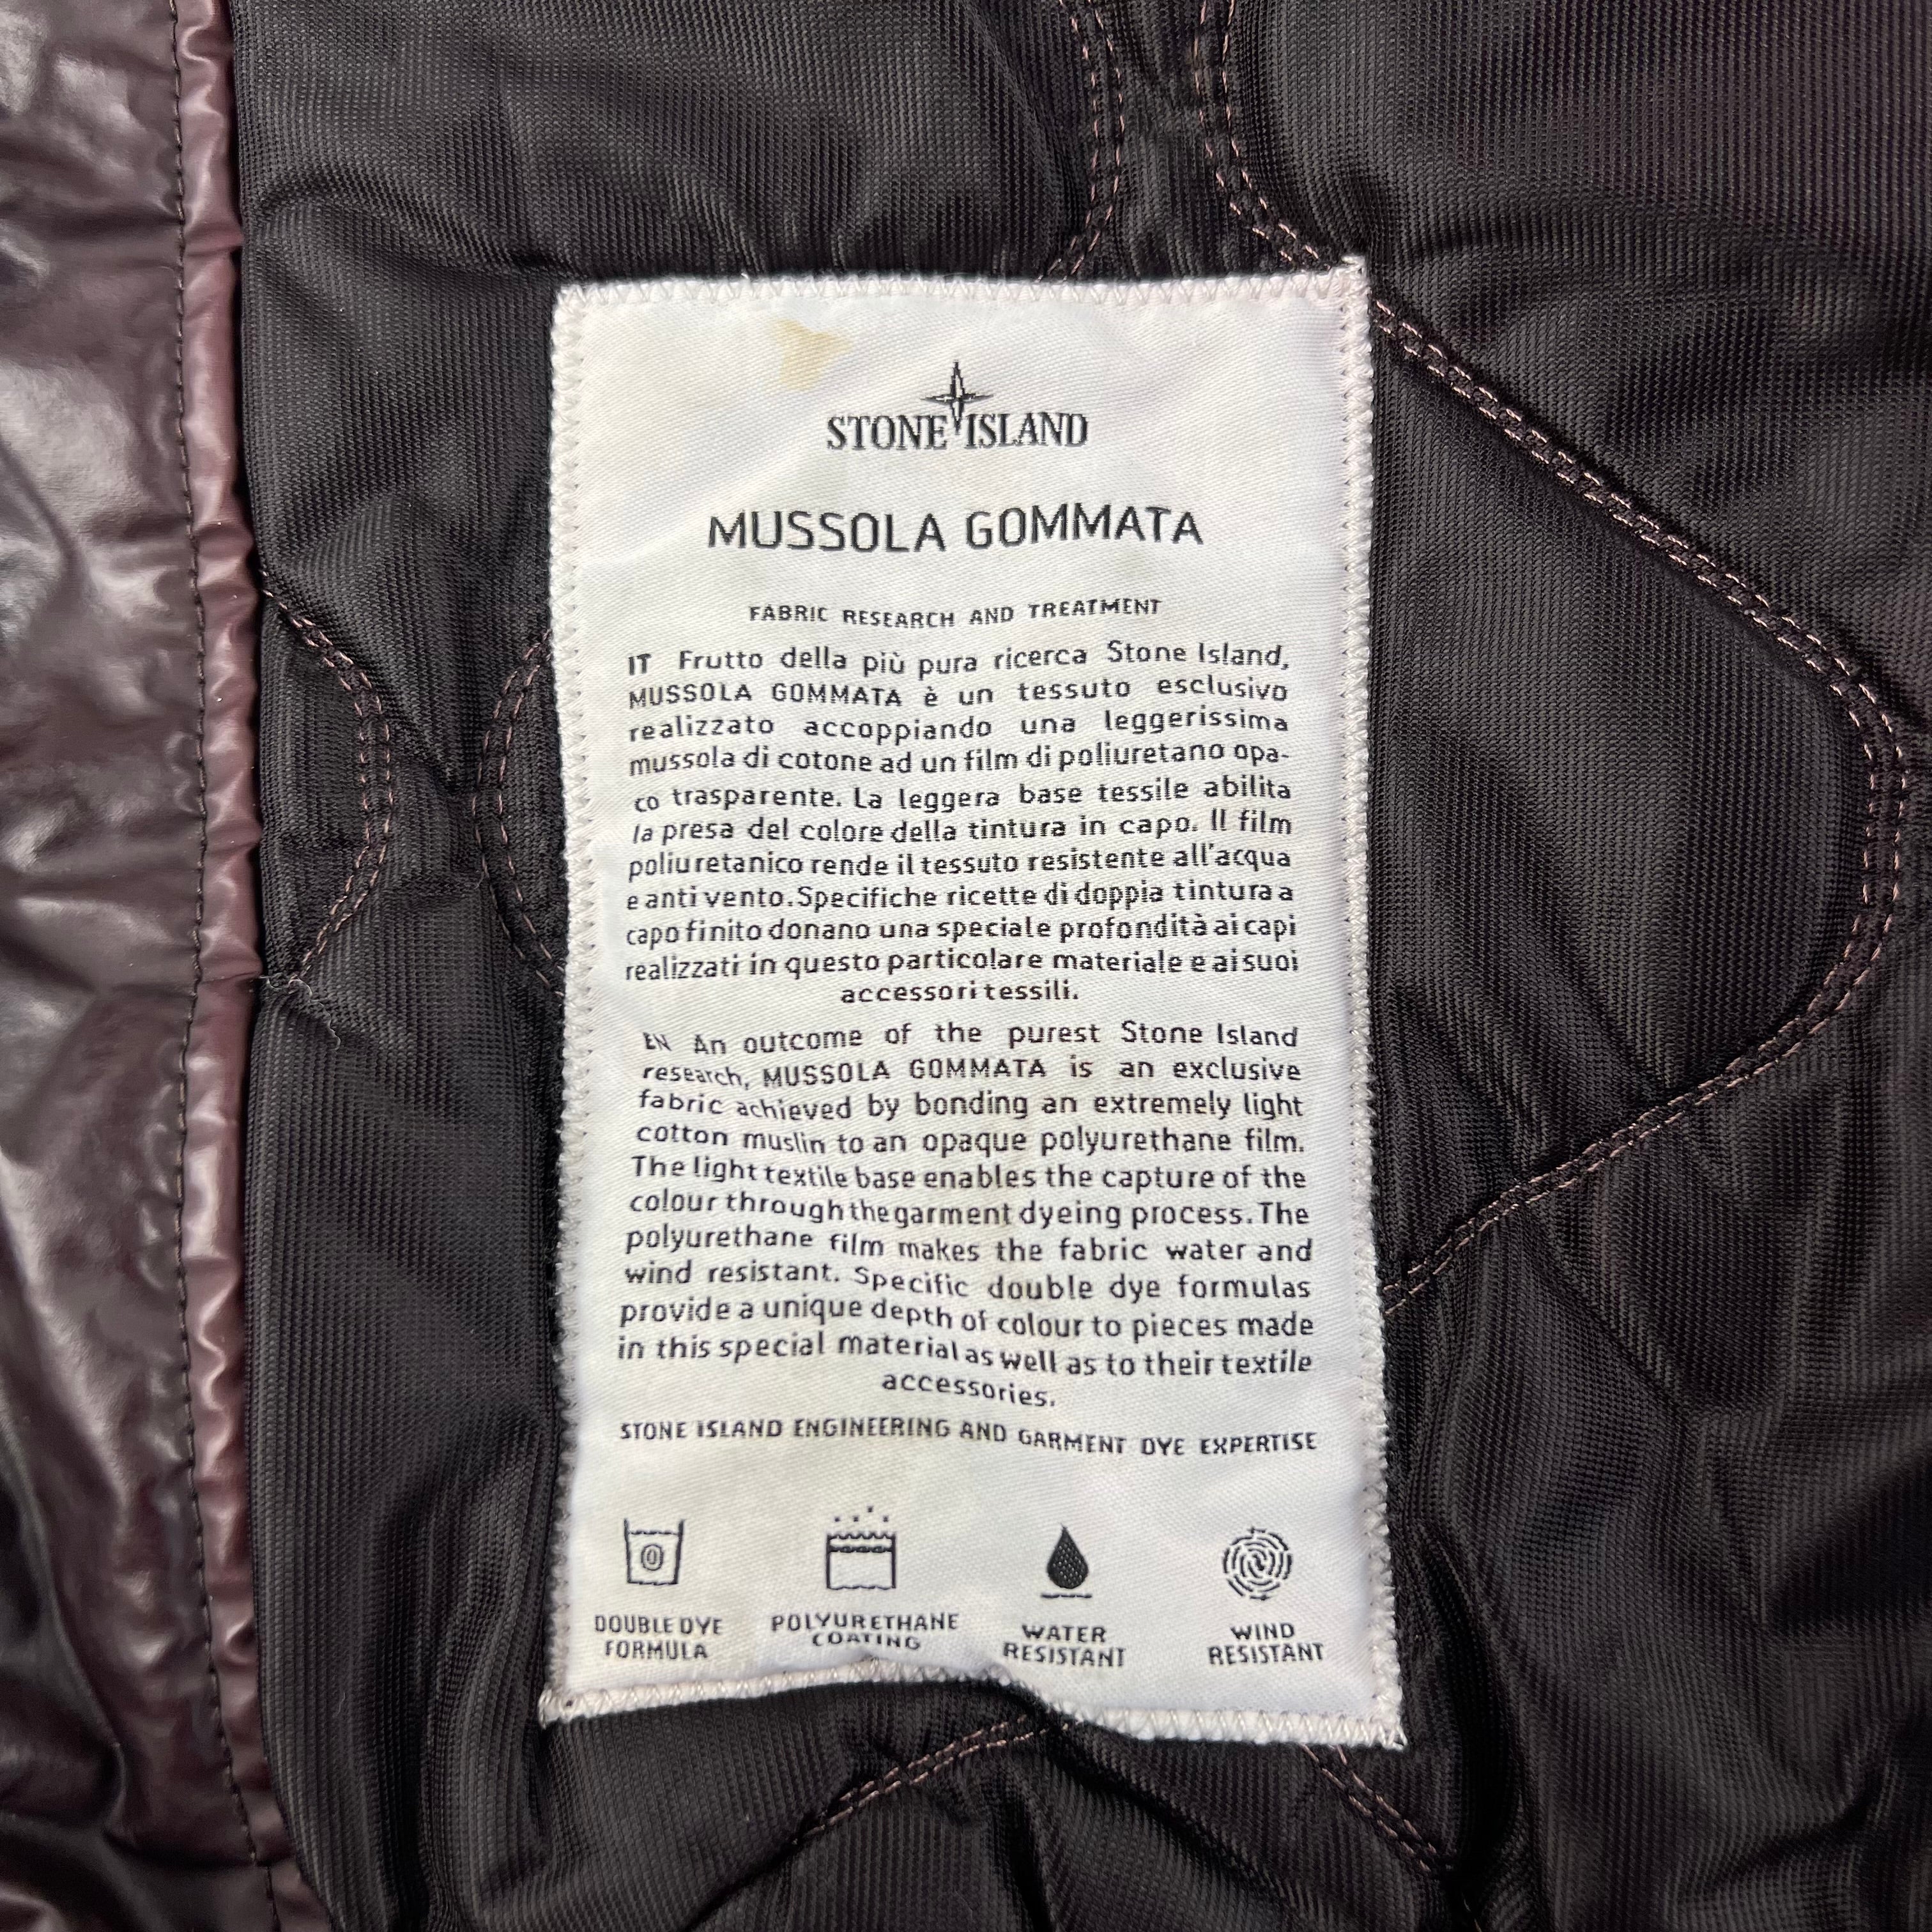 STONE ISLAND
MUSSOLA GOMMATA
FABRIC RESEARCH AND TREATMENT
IT Frutto della più pura ricerca Stone Island,
MUSSOLA GOMMATA è un tessuto esclusivo
realizzato accoppiando una leggerissima
mussola di cotone ad un film di poliuretano opa-
co trasparente. La leggera base tessile abilita
la presa del colore della tintura in capo. Il film
poliuretanico rende il tessuto resistente all'acqua
e anti vento. Specifiche ricette di doppia tintura a
capo finito donano una speciale profondità ai capi
realizzati in questo particolare materiale e ai suoi
accessori tessili.
EN An outcome of the purest Stone Island
research, MUSSOLA GOMMATA is an exclusive
fabric achieved by bonding an extremely light
cotton muslin to an opaque polyurethane film.
The light textile base enables the capture of the
colour through the garment dyeing process. The
polyurethane film makes the fabric water and
wind resistant. Specific double dye formulas
provide a unique depth of colour to pieces made
in this special material as well as to their textile
accessories.
STONE ISLAND ENGINEERING AND GARMENT DYE EXPERTISE
DOUBLE DYE
FORMULA
POLYURETHANE
COATING
WATER
RESISTANT
WIND
RESISTANT